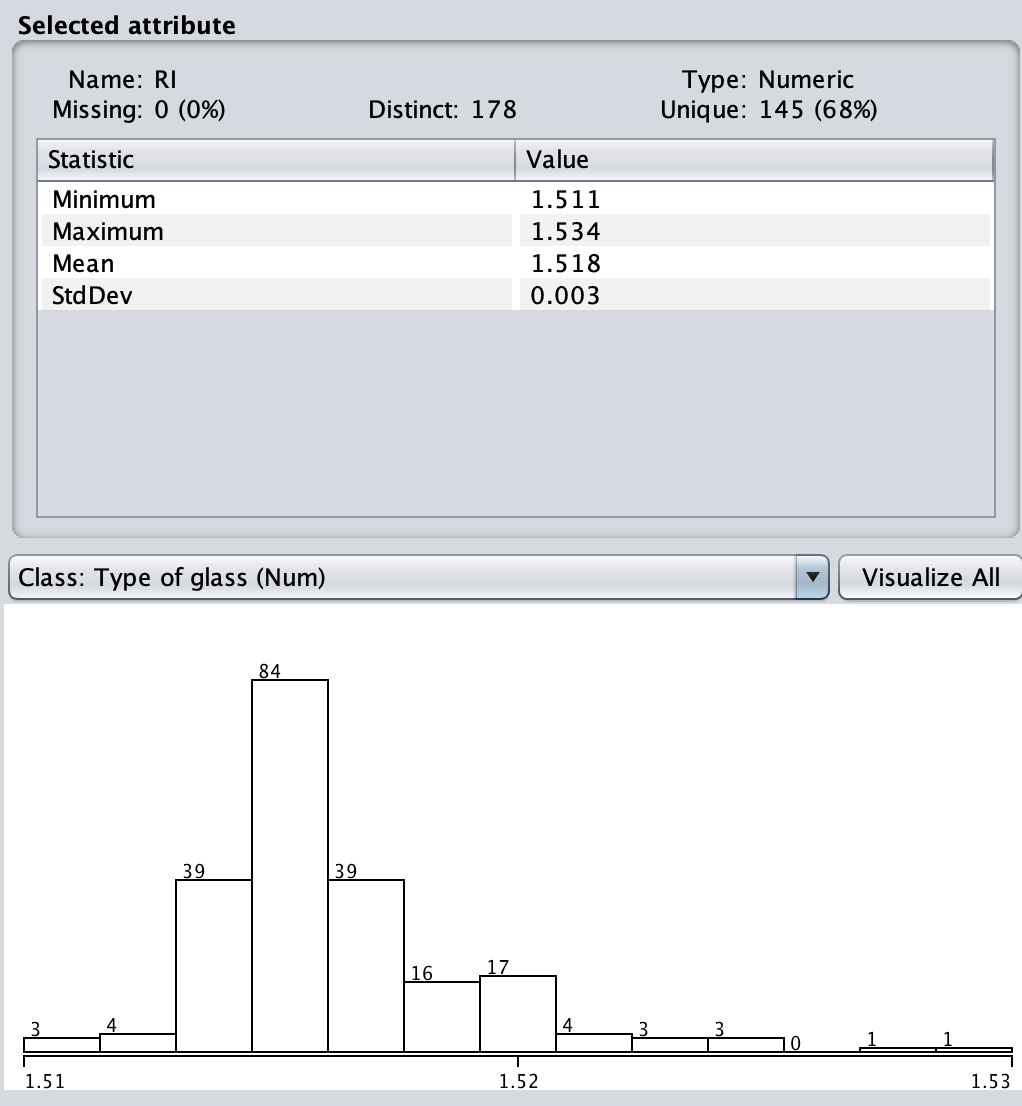 Selected attribute
Name: RI Type: Numeric
Missing: 0 (0%) Distinct: 178 Unique: 145 (68%)
Statistic Value
Minimum 1.511
Maximum 1.534
Mean 1.518
StdDev 0.003
Class: Type of glass (Num) Visualize All
84
39 39
16 17
3 4 4 3 3 0 1 1
1.51 1.52 1.53